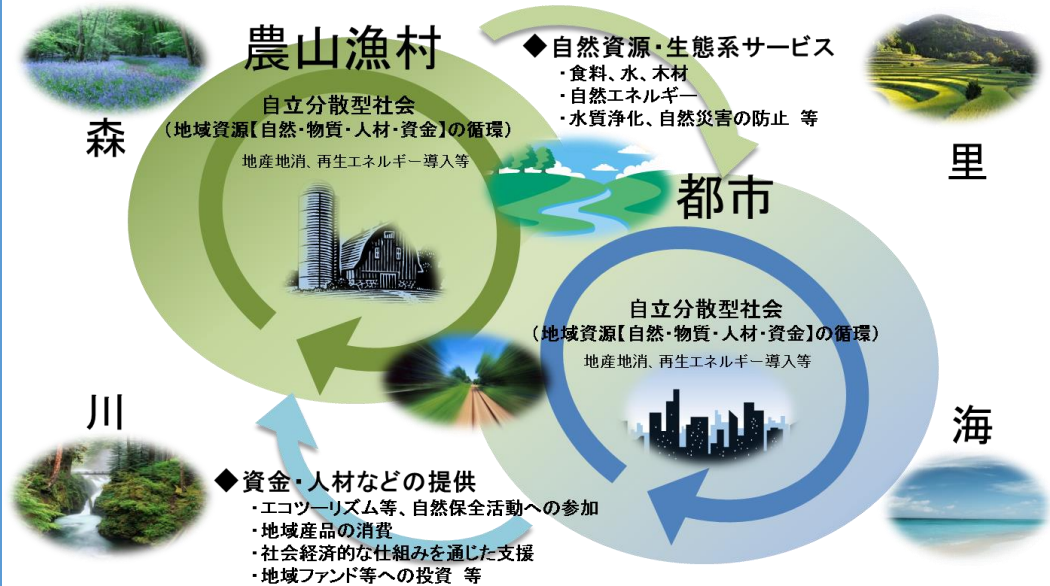 農山漁村
森
自立分散型社会
（地域資源【自然・物質・人材・資金】の循環）
地産地消、再生エネルギー導入等
◆自然資源・生態系サービス
・食料、水、木材
・自然エネルギー
・水質浄化、自然災害の防止 等
里
都市
自立分散型社会
（地域資源【自然・物質・人材・資金】の循環）
地産地消、再生エネルギー導入等
川
◆資金・人材などの提供
・エコツーリズム等、自然保全活動への参加
・地域産品の消費
・社会経済的な仕組みを通じた支援
・地域ファンド等への投資 等
海